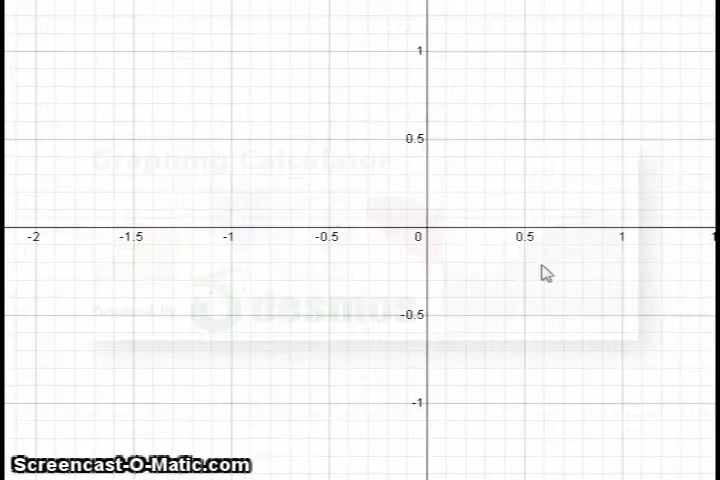 1
0.5
-2 -1.5 -1 -0.5 0 0.5 1 1
-0.5
-1
Graphing Calculator
Powered by desmos
Screencast-O-Matic.com